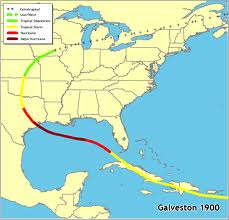 Extratropical
Low/Wave
Tropical Depression
Tropical Storm
Hurricane
Major Hurricane
Galveston 1900